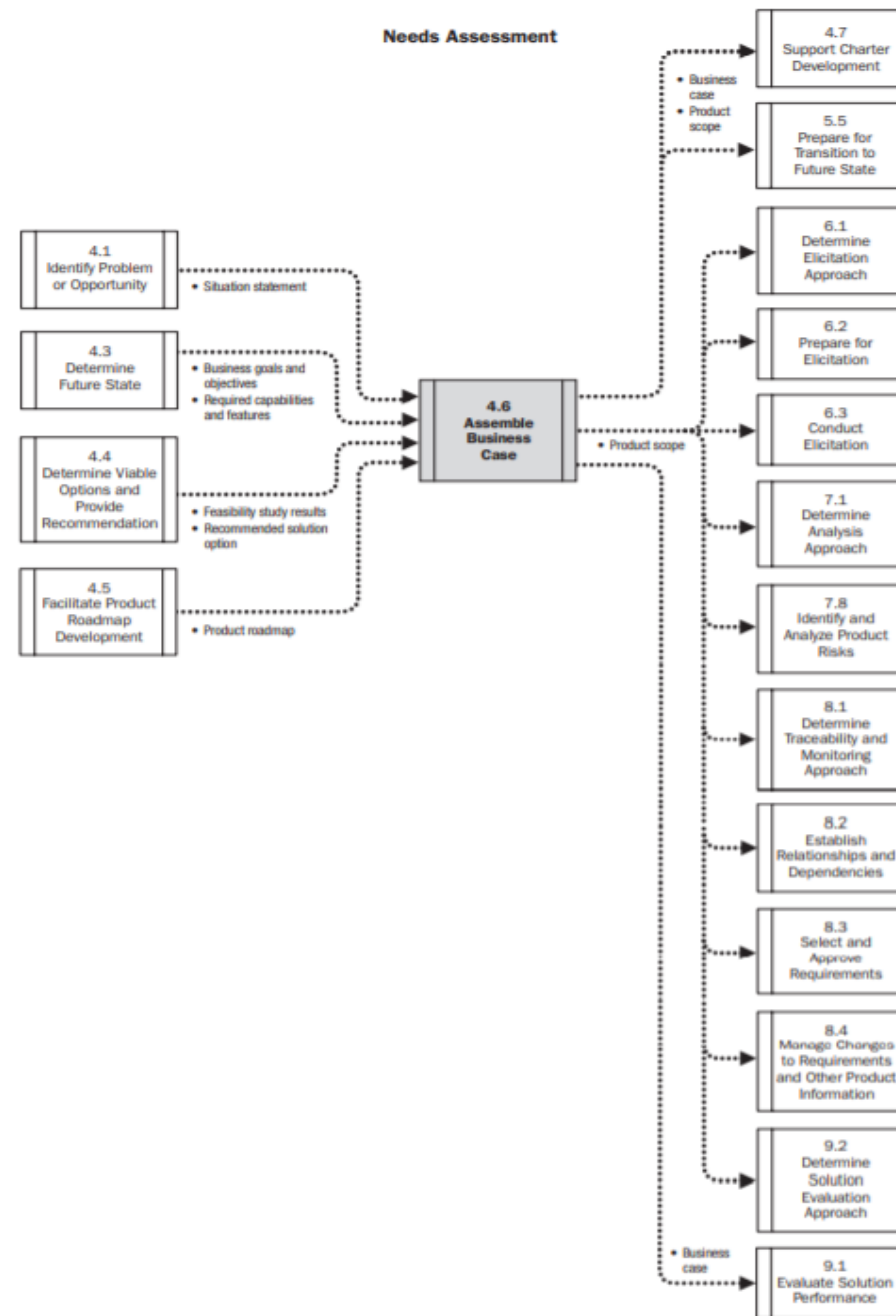 Needs Assessment
4.1
Identify Problem
or Opportunity
• Situation statement
4.3
Determine
Future State
• Business goals and
objectives
• Required capabilities
and features
4.4
Determine Viable
Options and
Provide
Recommendation
• Feasibility study results
• Recommended solution
option
4.5
Facilitate Product
Roadmap
Development
• Product roadmap
4.6
Assemble
Business
Case
• Business
case
• Product
scope
• Product scope
• Business
case
4.7
Support Charter
Development
5.5
Prepare for
Transition to
Future State
6.1
Determine
Elicitation
Approach
6.2
Prepare for
Elicitation
6.3
Conduct
Elicitation
7.1
Determine
Analysis
Approach
7.8
Identify and
Analyze Product
Risks
8.1
Determine
Traceability and
Monitoring
Approach
8.2
Establish
Relationships and
Dependencies
8.3
Select and
Approve
Requirements
8.4
Manage Changes
to Requirements
and Other Product
Information
9.2
Determine
Solution
Evaluation
Approach
9.1
Evaluate Solution
Performance